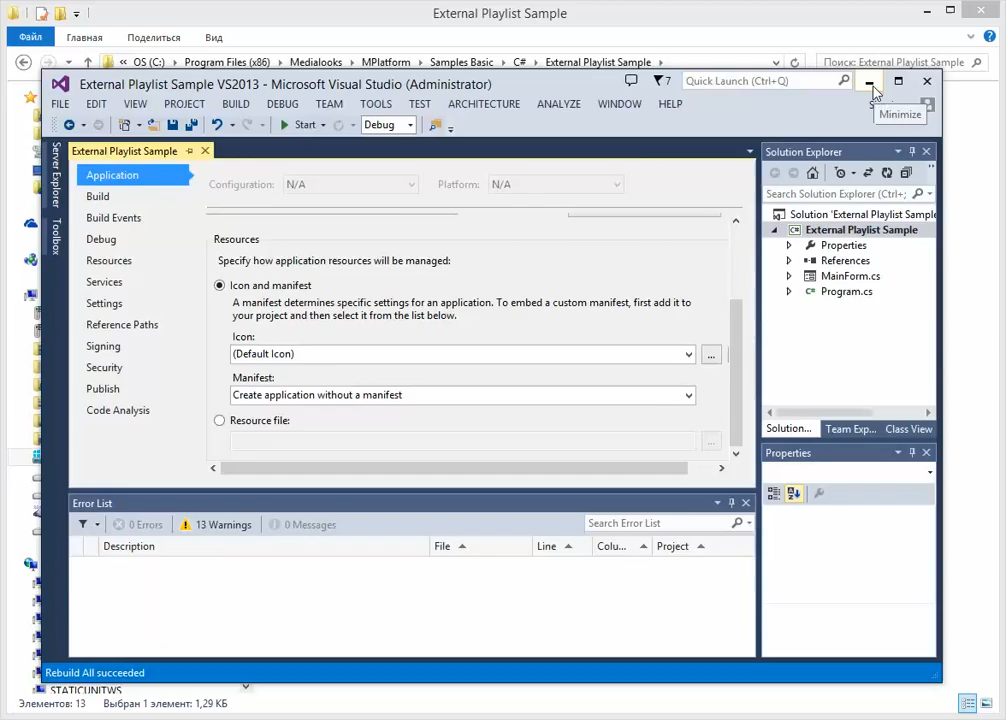 External Playlist Sample
Файл Главная Поделиться Вид
OS (C:) Program Files (x86) Medialooks MPlatform Samples Basic C# External Playlist Sample Поиск: External Playlist Sample
External Playlist Sample VS2013 - Microsoft Visual Studio (Administrator) 7 Quick Launch (Ctrl+Q)
FILE EDIT VIEW PROJECT BUILD DEBUG TEAM TOOLS TEST ARCHITECTURE ANALYZE WINDOW HELP
Minimize
Start Debug
Server Explorer
Toolbox
External Playlist Sample
Application
Build
Build Events
Debug
Resources
Services
Settings
Reference Paths
Signing
Security
Publish
Code Analysis
Configuration: N/A Platform: N/A
Resources
Specify how application resources will be managed:
Icon and manifest
A manifest determines specific settings for an application. To embed a custom manifest, first add it to
your project and then select it from the list below.
Icon:
(Default Icon) ...
Manifest:
Create application without a manifest
Resource file:
...
Solution Explorer
Search Solution Explorer (Ctrl+;
Solution 'External Playlist Sample
External Playlist Sample
Properties
References
MainForm.cs
Program.cs
Solution... Team Exp... Class View
Properties
Error List
0 Errors 13 Warnings 0 Messages Search Error List
Description File Line Colu... Project
Rebuild All succeeded
STATICUNITWS
Элементов: 13 Выбран 1 элемент: 1,29 КБ